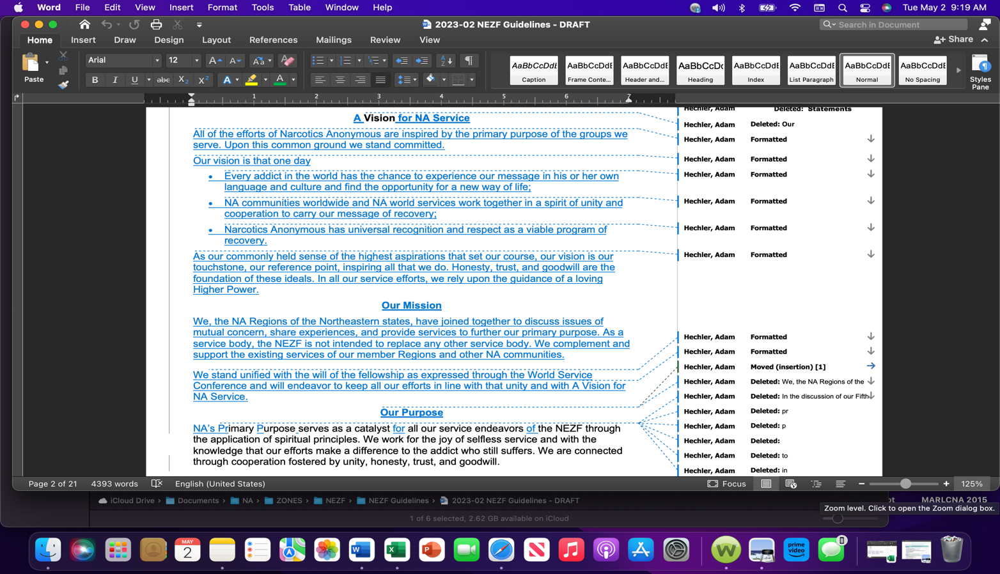 Word File Edit View Insert Format Tools Table Window Help Tue May 2 9:19 AM
2023-02 NEZF Guidelines - DRAFT
Search in Document
Home Insert Draw Design Layout References Mailings Review View Share
Paste
Arial 12
AaBbCcDdE AaBbCcDdE AaBbCcDdE AaBbCcDc AaBbCcDdE AaBbCcDdE AaBbCcDdE AaBbCcDdE
Caption Frame Conte... Header and... Heading Index List Paragraph Normal No Spacing
Styles
Pane
1 2 3 4 5 6 7
A Vision for NA Service
All of the efforts of Narcotics Anonymous are inspired by the primary purpose of the groups we
serve. Upon this common ground we stand committed.
Our vision is that one day
• Every addict in the world has the chance to experience our message in his or her own
language and culture and find the opportunity for a new way of life;
• NA communities worldwide and NA world services work together in a spirit of unity and
cooperation to carry our message of recovery;
• Narcotics Anonymous has universal recognition and respect as a viable program of
recovery.
As our commonly held sense of the highest aspirations that set our course, our vision is our
touchstone, our reference point, inspiring all that we do. Honesty, trust, and goodwill are the
foundation of these ideals. In all our service efforts, we rely upon the guidance of a loving
Higher Power.
Our Mission
We, the NA Regions of the Northeastern states, have joined together to discuss issues of
mutual concern, share experiences, and provide services to further our primary purpose. As a
service body, the NEZF is not intended to replace any other service body. We complement and
support the existing services of our member Regions and other NA communities.
We stand unified with the will of the fellowship as expressed through the World Service
Conference and will endeavor to keep all our efforts in line with that unity and with A Vision for
NA Service.
Our Purpose
NA's Primary Purpose serves as a catalyst for all our service endeavors of the NEZF through
the application of spiritual principles. We work for the joy of selfless service and with the
knowledge that our efforts make a difference to the addict who still suffers. We are connected
through cooperation fostered by unity, honesty, trust, and goodwill.
Hechler, Adam Deleted: Statements
Hechler, Adam Deleted: Our
Hechler, Adam Formatted
Hechler, Adam Formatted
Hechler, Adam Formatted
Hechler, Adam Formatted
Hechler, Adam Formatted
Hechler, Adam Formatted
Hechler, Adam Formatted
Hechler, Adam Formatted
Hechler, Adam Moved (insertion) [1]
Hechler, Adam Deleted: We, the NA Regions of the
Hechler, Adam Deleted: In the discussion of our Fifth
Hechler, Adam Deleted: pr
Hechler, Adam Deleted: p
Hechler, Adam Deleted:
Hechler, Adam Deleted: to
Hechler, Adam Deleted: in
Page 2 of 21 4393 words English (United States) Focus 125%
iCloud Drive › Documents › NA › ZONES › NEZF › NEZF Guidelines › 2023-02 NEZF Guidelines - DRAFT
MARLCNA 2015
Zoom level. Click to open the Zoom dialog box.
1 of 6 selected, 2.62 GB available on iCloud
MAY
2
prime
video